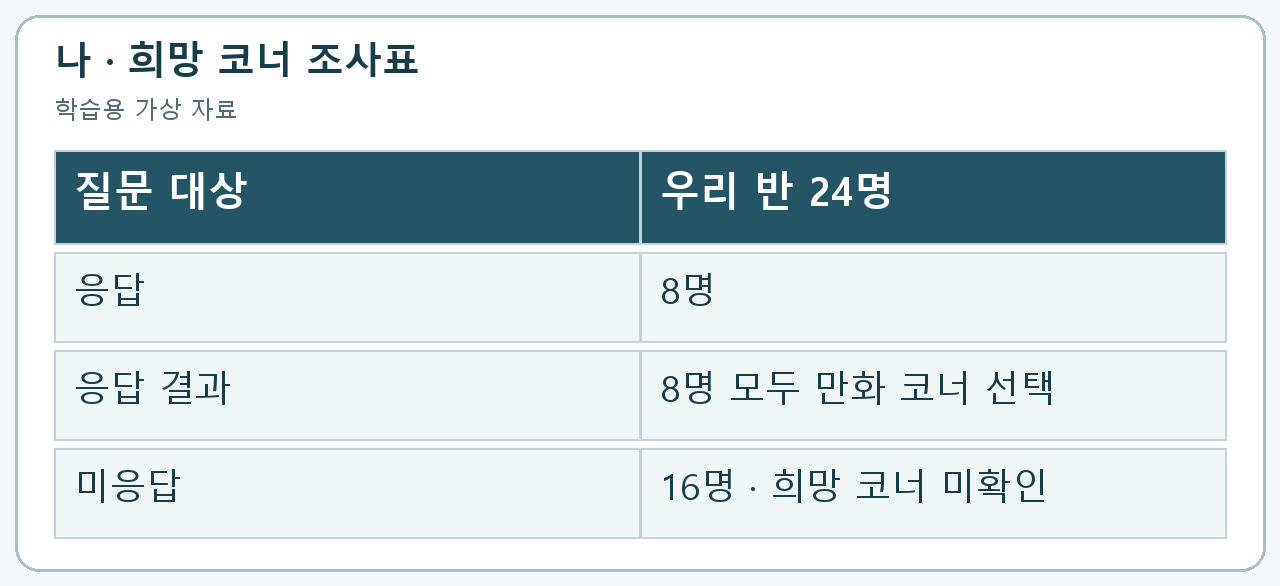 나 · 희망 코너 조사표
학습용 가상 자료
질문 대상 우리 반 24명
응답 8명
응답 결과 8명 모두 만화 코너 선택
미응답 16명 · 희망 코너 미확인